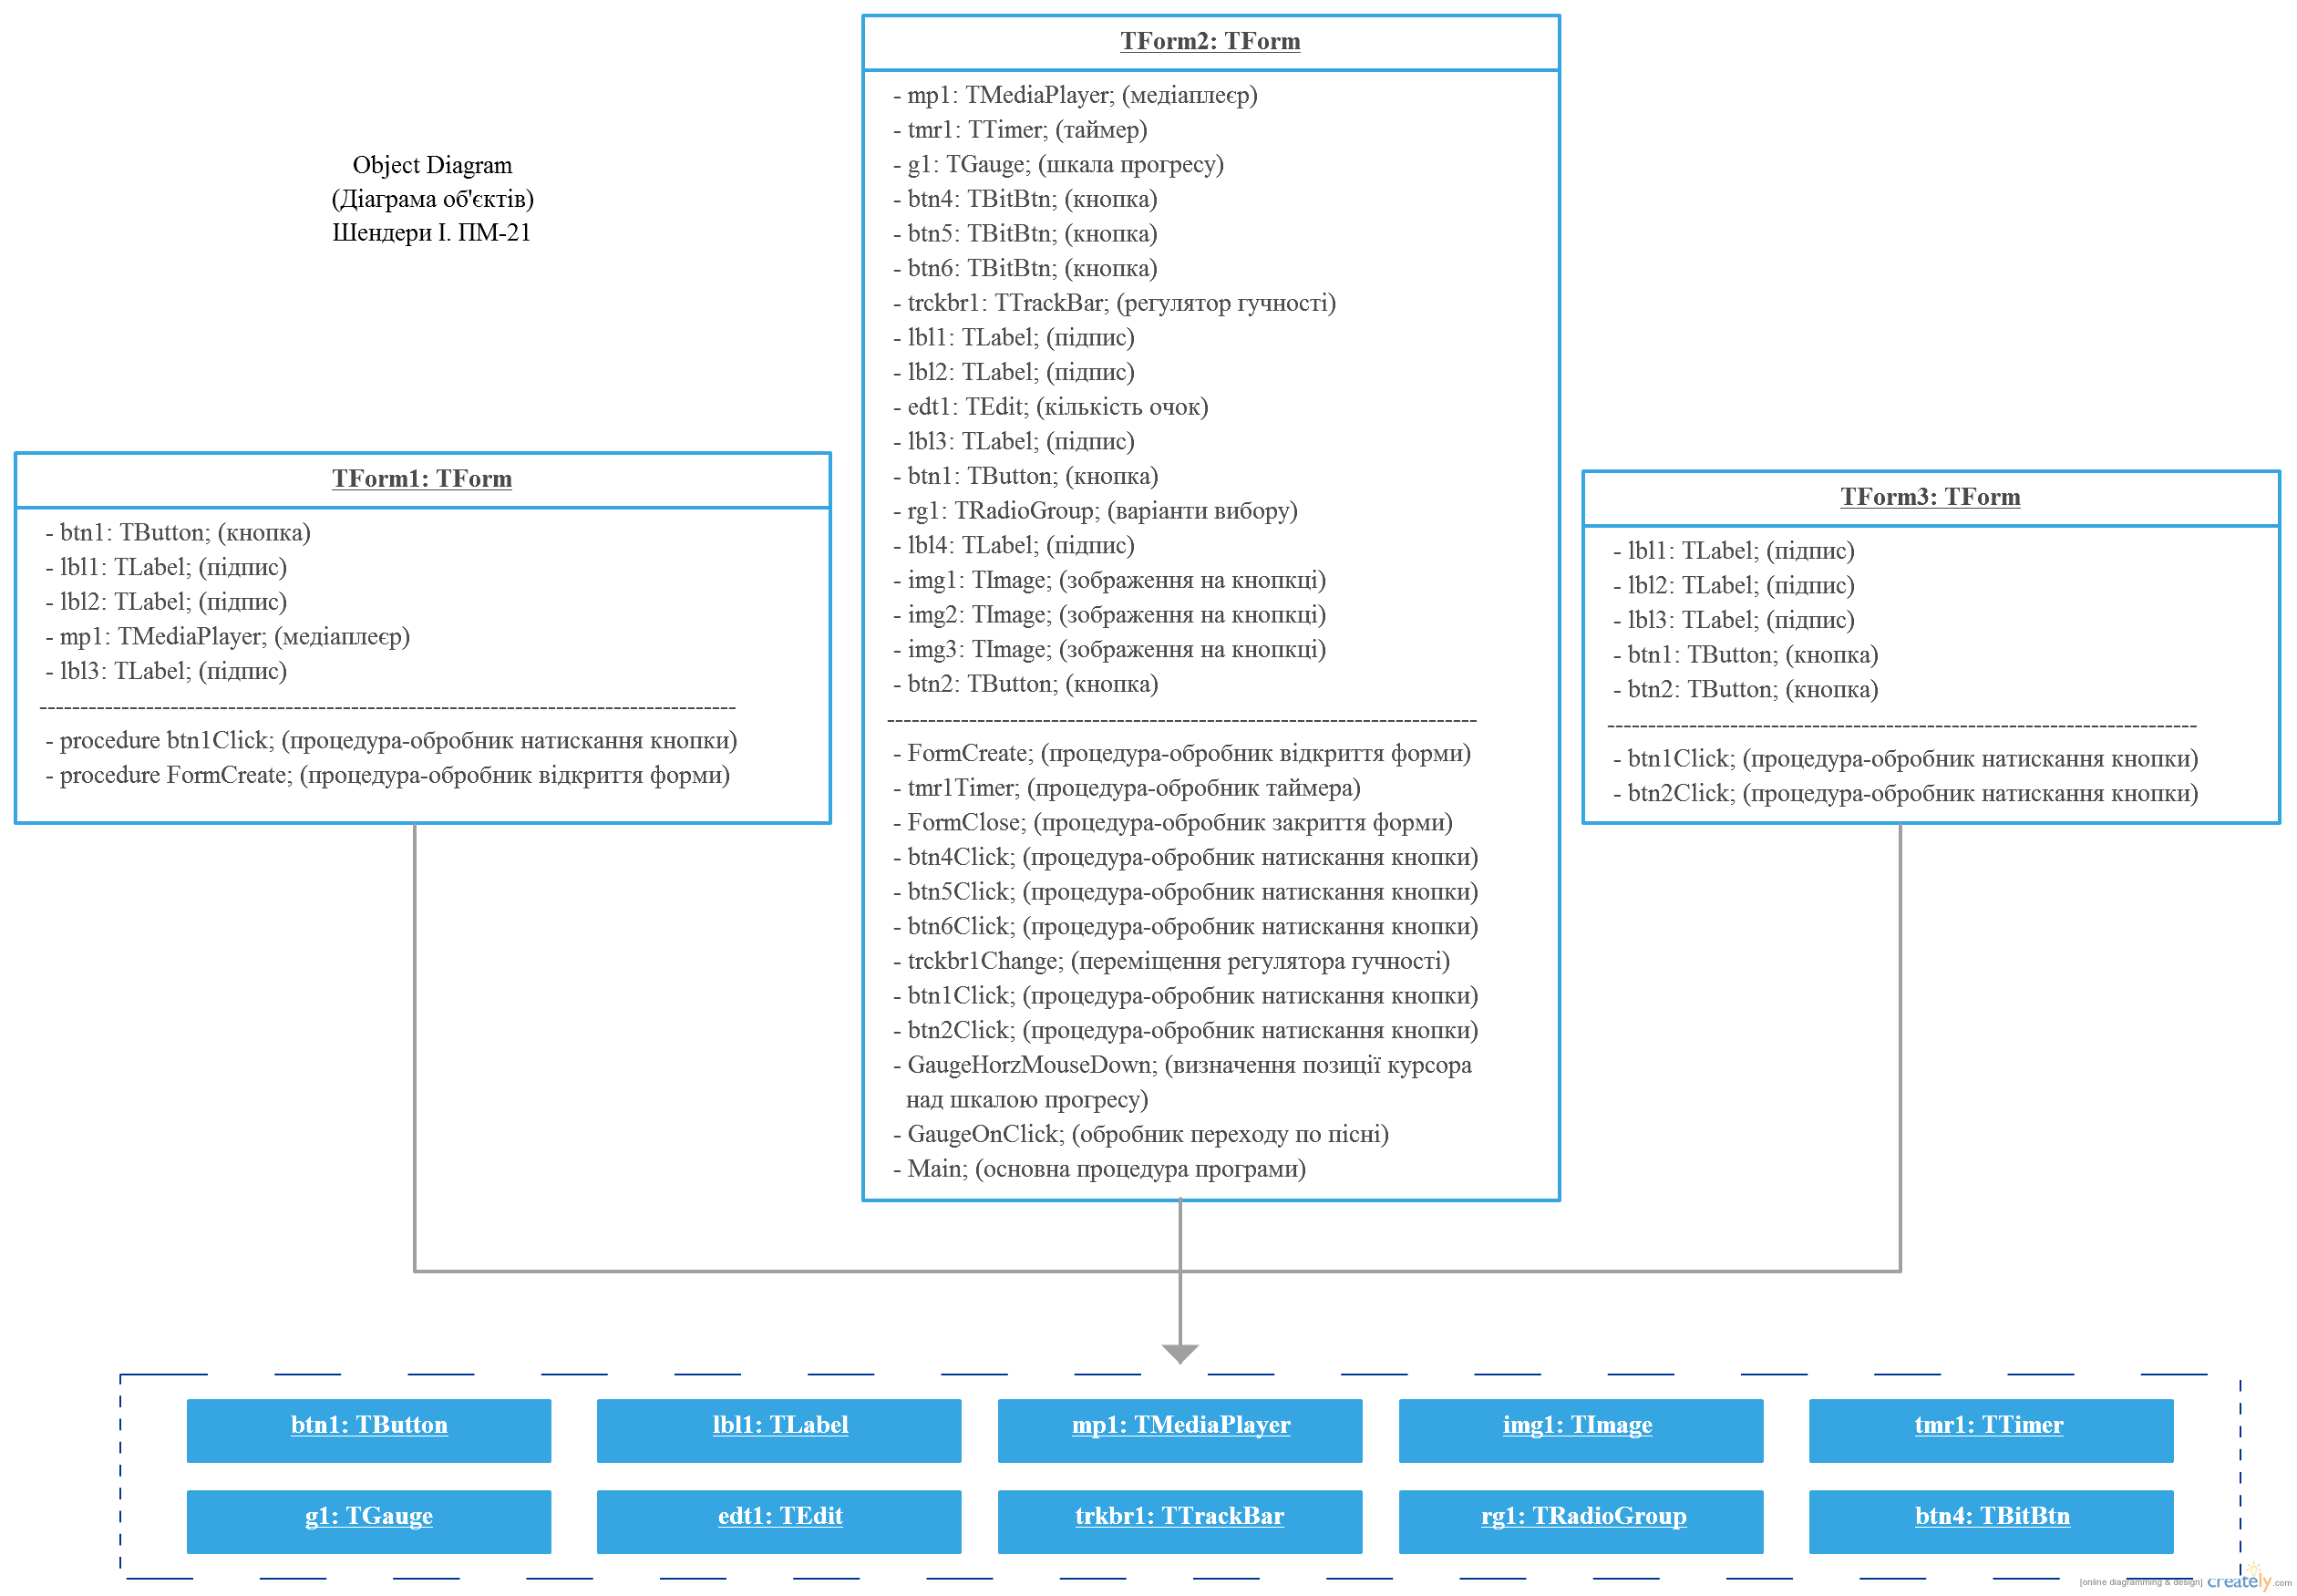 Object Diagram
(Діаграма об'єктів)
Шендери І. ПМ-21
TForm1: TForm
- btn1: TButton; (кнопка)
- lbl1: TLabel; (підпис)
- lbl2: TLabel; (підпис)
- mp1: TMediaPlayer; (медіаплеєр)
- lbl3: TLabel; (підпис)
- procedure btn1Click; (процедура-обробник натискання кнопки)
- procedure FormCreate; (процедура-обробник відкриття форми)
TForm2: TForm
- mp1: TMediaPlayer; (медіаплеєр)
- tmr1: TTimer; (таймер)
- g1: TGauge; (шкала прогресу)
- btn4: TBitBtn; (кнопка)
- btn5: TBitBtn; (кнопка)
- btn6: TBitBtn; (кнопка)
- trckbr1: TTrackBar; (регулятор гучності)
- lbl1: TLabel; (підпис)
- lbl2: TLabel; (підпис)
- edt1: TEdit; (кількість очок)
- lbl3: TLabel; (підпис)
- btn1: TButton; (кнопка)
- rg1: TRadioGroup; (варіанти вибору)
- lbl4: TLabel; (підпис)
- img1: TImage; (зображення на кнопкці)
- img2: TImage; (зображення на кнопкці)
- img3: TImage; (зображення на кнопкці)
- btn2: TButton; (кнопка)
- FormCreate; (процедура-обробник відкриття форми)
- tmr1Timer; (процедура-обробник таймера)
- FormClose; (процедура-обробник закриття форми)
- btn4Click; (процедура-обробник натискання кнопки)
- btn5Click; (процедура-обробник натискання кнопки)
- btn6Click; (процедура-обробник натискання кнопки)
- trckbr1Change; (переміщення регулятора гучності)
- btn1Click; (процедура-обробник натискання кнопки)
- btn2Click; (процедура-обробник натискання кнопки)
- GaugeHorzMouseDown; (визначення позиції курсора
над шкалою прогресу)
- GaugeOnClick; (обробник переходу по пісні)
- Main; (основна процедура програми)
TForm3: TForm
- lbl1: TLabel; (підпис)
- lbl2: TLabel; (підпис)
- lbl3: TLabel; (підпис)
- btn1: TButton; (кнопка)
- btn2: TButton; (кнопка)
- btn1Click; (процедура-обробник натискання кнопки)
- btn2Click; (процедура-обробник натискання кнопки)
btn1: TButton
lbl1: TLabel
mp1: TMediaPlayer
img1: TImage
tmr1: TTimer
g1: TGauge
edt1: TEdit
trkbr1: TTrackBar
rg1: TRadioGroup
btn4: TBitBtn
[online diagramming & design] creately.com